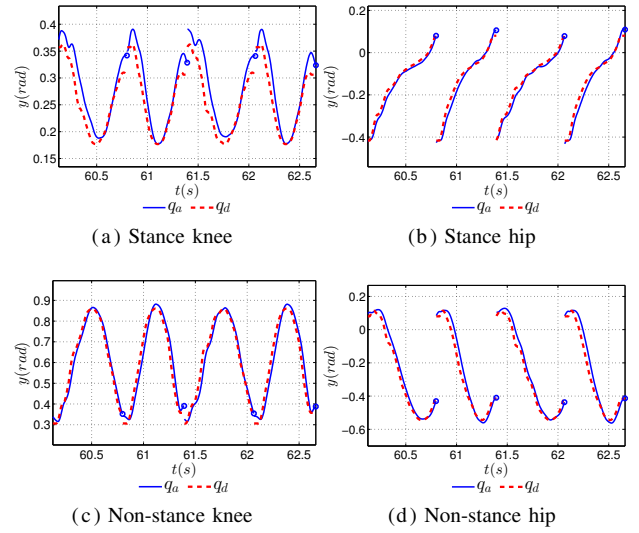 0.4
0.35
0.3
0.25
0.2
0.15
y(rad)
60.5 61 61.5 62 62.5
t(s)
q_a q_d
(a) Stance knee
0.2
0
−0.2
−0.4
y(rad)
60.5 61 61.5 62 62.5
t(s)
q_a q_d
(b) Stance hip
0.9
0.8
0.7
0.6
0.5
0.4
0.3
y(rad)
60.5 61 61.5 62 62.5
t(s)
q_a q_d
(c) Non-stance knee
0.2
0
−0.2
−0.4
−0.6
y(rad)
60.5 61 61.5 62 62.5
t(s)
q_a q_d
(d) Non-stance hip